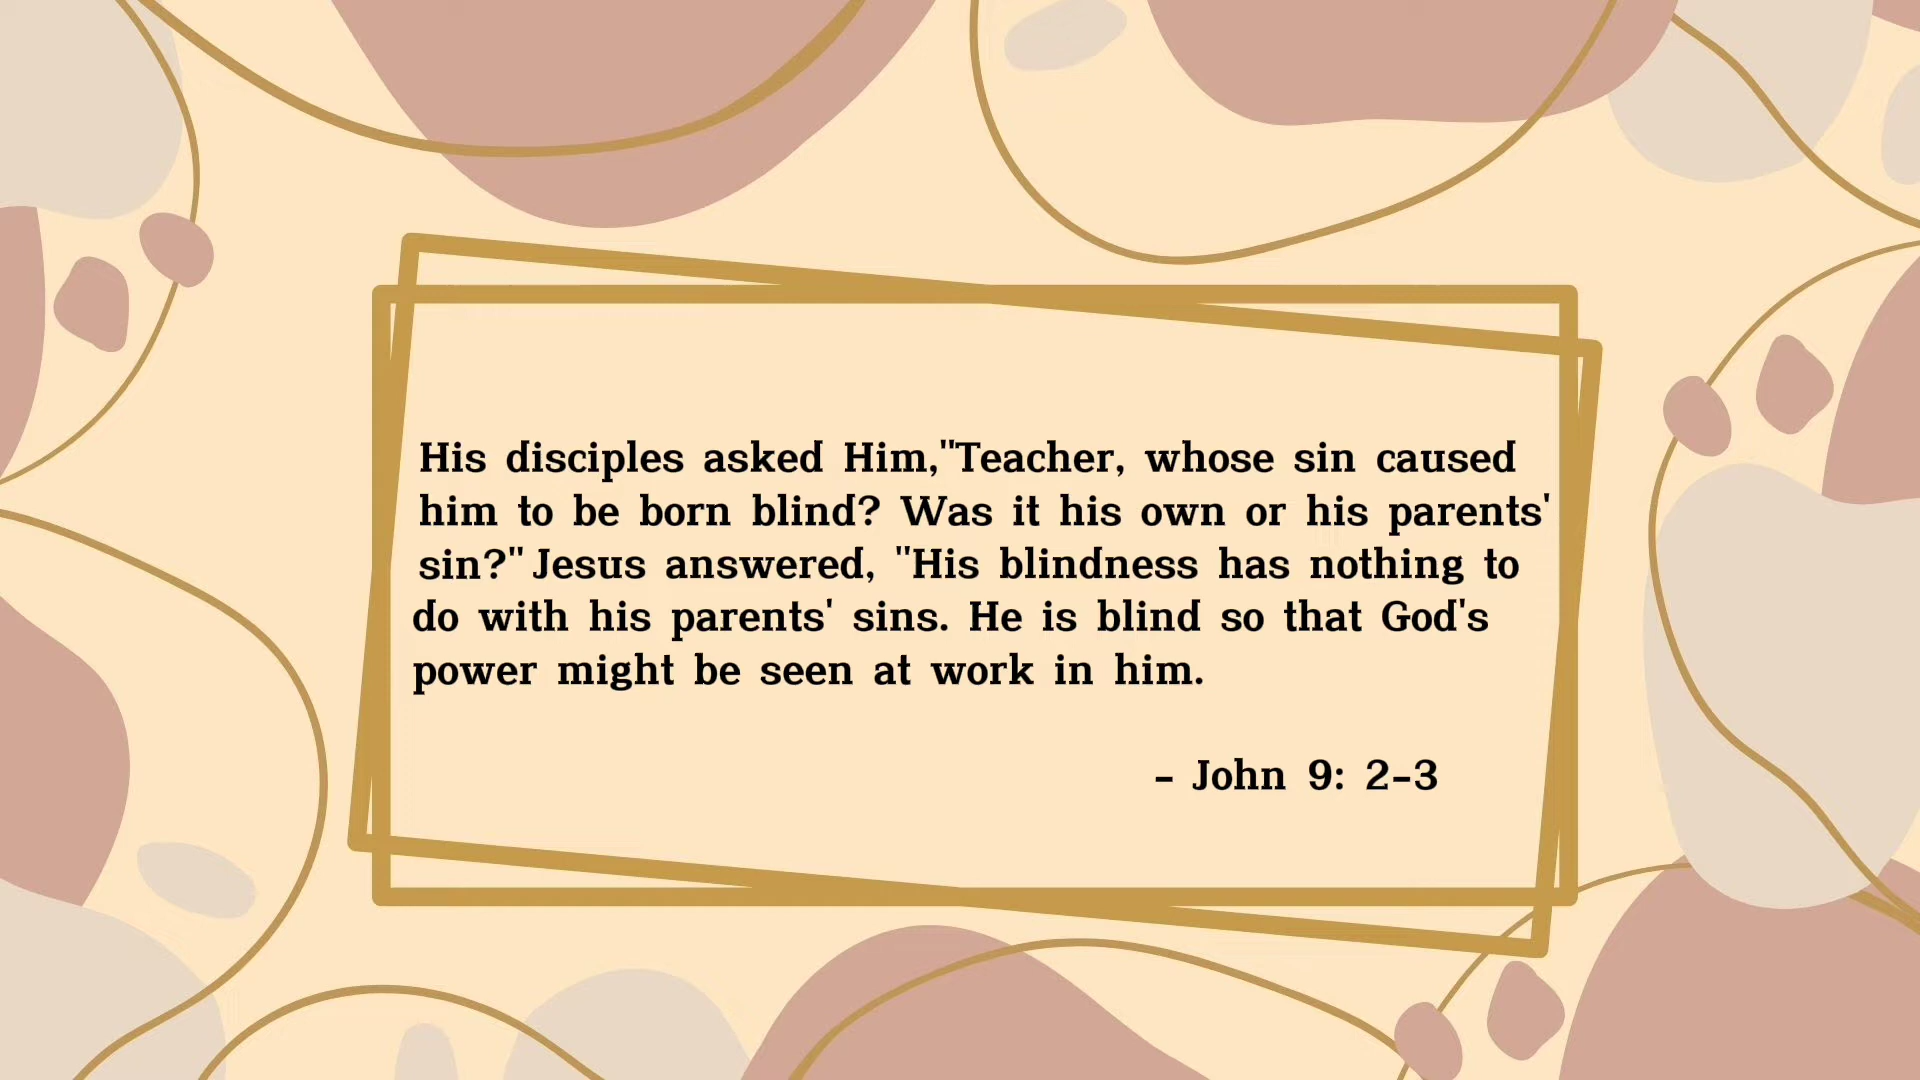 His disciples asked Him,"Teacher, whose sin caused
him to be born blind? Was it his own or his parents'
sin?" Jesus answered, "His blindness has nothing to
do with his parents' sins. He is blind so that God's
power might be seen at work in him.
- John 9: 2-3